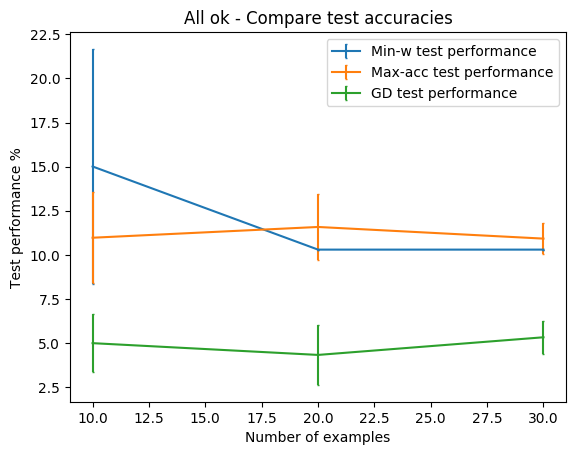 All ok - Compare test accuracies
Min-w test performance
Max-acc test performance
GD test performance
Test performance %
22.5
20.0
17.5
15.0
12.5
10.0
7.5
5.0
2.5
10.0 12.5 15.0 17.5 20.0 22.5 25.0 27.5 30.0
Number of examples